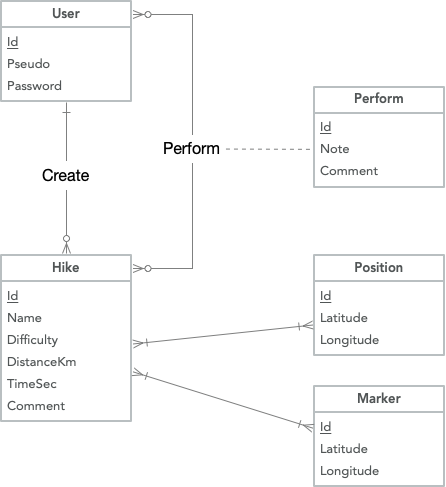 User
Id
Pseudo
Password
Create
Perform
Perform
Id
Note
Comment
Hike
Id
Name
Difficulty
DistanceKm
TimeSec
Comment
Position
Id
Latitude
Longitude
Marker
Id
Latitude
Longitude